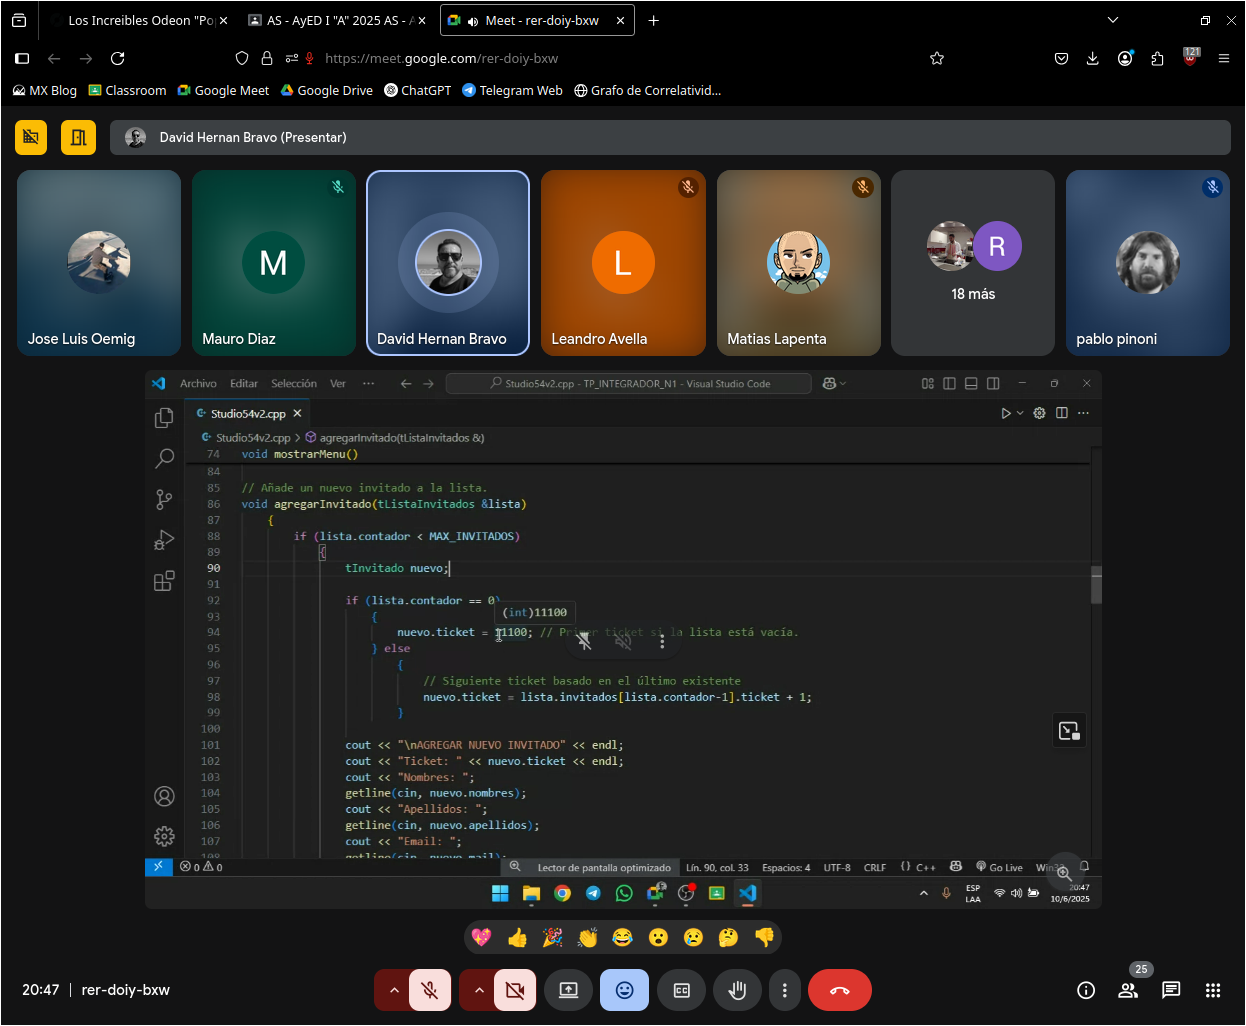 Los Increibles Odeon "Po
AS - AyED I "A" 2025 AS - A
Meet - rer-doiy-bxw
https://meet.google.com/rer-doiy-bxw
121
MX Blog
Classroom
Google Meet
Google Drive
ChatGPT
Telegram Web
Grafo de Correlativid...
David Hernan Bravo (Presentar)
M
L
R
18 más
Jose Luis Oemig
Mauro Diaz
David Hernan Bravo
Leandro Avella
Matias Lapenta
pablo pinoni
Archivo Editar Selección Ver ···
Studio54v2.cpp - TP_INTEGRADOR_N1 - Visual Studio Code
Studio54v2.cpp
Studio54v2.cpp > agregarInvitado(tListaInvitados &)
74 void mostrarMenu()
84
85 // Añade un nuevo invitado a la lista.
86 void agregarInvitado(tListaInvitados &lista)
87 {
88 if (lista.contador < MAX_INVITADOS)
89 {
90 tInvitado nuevo;
91
92 if (lista.contador == 0)
(int)11100
93 {
94 nuevo.ticket = 11100; // Primer ticket si la lista está vacía.
95 } else
96 {
97 // Siguiente ticket basado en el último existente
98 nuevo.ticket = lista.invitados[lista.contador-1].ticket + 1;
99 }
100
101 cout << "\nAGREGAR NUEVO INVITADO" << endl;
102 cout << "Ticket: " << nuevo.ticket << endl;
103 cout << "Nombres: ";
104 getline(cin, nuevo.nombres);
105 cout << "Apellidos: ";
106 getline(cin, nuevo.apellidos);
107 cout << "Email: ";
108 getline(cin, nuevo.mail);
0 0 Lector de pantalla optimizado Lín. 90, col. 33 Espacios: 4 UTF-8 CRLF {} C++ Go Live
ESP
LAA
20:47
10/6/2025
20:47 | rer-doiy-bxw
CC
25